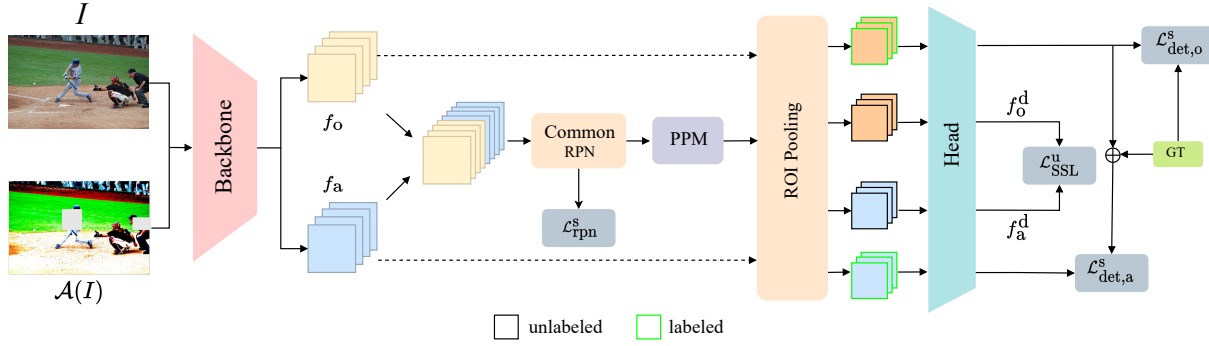 I
A(I)
Backbone
f_o
f_a
Common
RPN
L^s_rpn
PPM
ROI Pooling
Head
f^d_o
f^d_a
L^u_SSL
L^s_det,o
GT
L^s_det,a
unlabeled
labeled